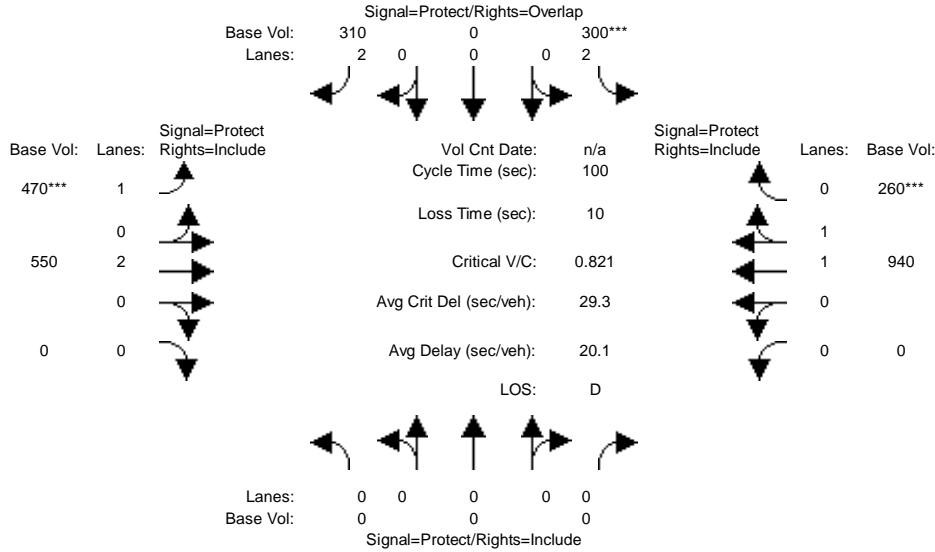 Signal=Protect/Rights=Overlap
Base Vol: 310 0 300***
Lanes: 2 0 0 0 2
Signal=Protect
Base Vol: Lanes: Rights=Include
470*** 1
0
550 2
0
0 0
Vol Cnt Date: n/a
Cycle Time (sec): 100
Loss Time (sec): 10
Critical V/C: 0.821
Avg Crit Del (sec/veh): 29.3
Avg Delay (sec/veh): 20.1
LOS: D
Signal=Protect
Rights=Include Lanes: Base Vol:
0 260***
1
1 940
0
0 0
Lanes: 0 0 0 0 0
Base Vol: 0 0 0
Signal=Protect/Rights=Include